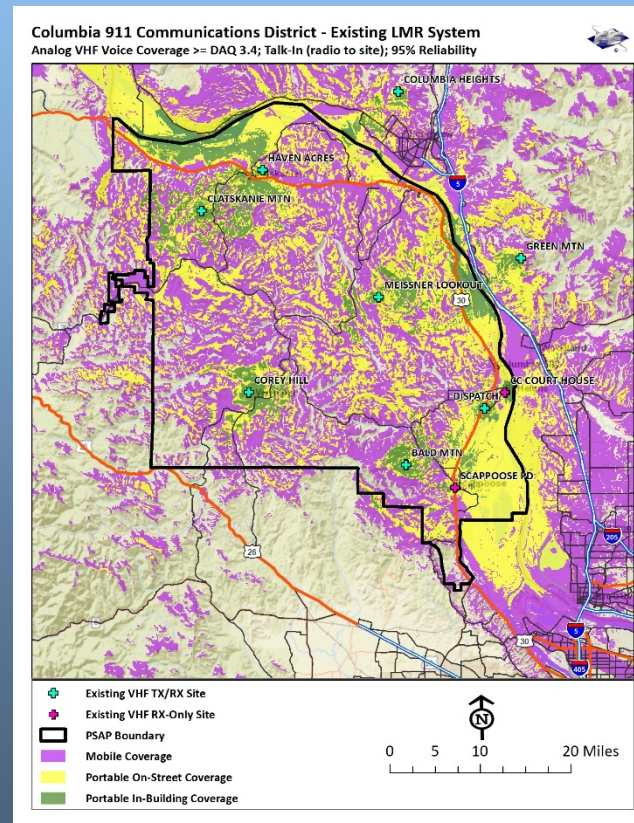 Columbia 911 Communications District - Existing LMR System
Analog VHF Voice Coverage >= DAQ 3.4; Talk-In (radio to site); 95% Reliability
COLUMBIA HEIGHTS
HAVEN ACRES
5
CLATSKANIE MTN
GREEN MTN
MEISSNER LOOKOUT
30
COREY HILL
CC COURT HOUSE
DISPATCH
BALD MTN
SCAPPOOSE PD
26
205
30
5
405
Existing VHF TX/RX Site
Existing VHF RX-Only Site
PSAP Boundary
Mobile Coverage
Portable On-Street Coverage
Portable In-Building Coverage
N
0 5 10 20 Miles